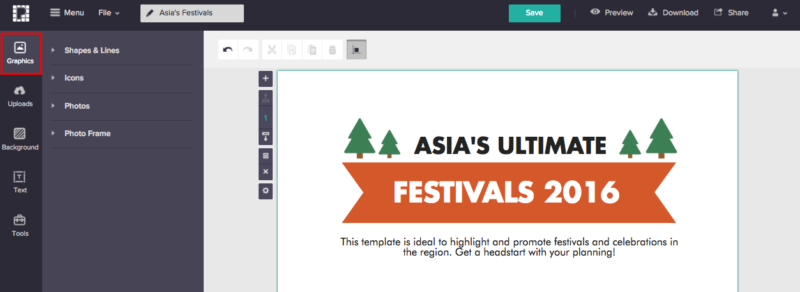 Menu
File
Asia's Festivals
Save
Preview
Download
Share
Graphics
Uploads
Background
Text
Tools
Shapes & Lines
Icons
Photos
Photo Frame
1
ASIA'S ULTIMATE
FESTIVALS 2016
This template is ideal to highlight and promote festivals and celebrations in
the region. Get a headstart with your planning!